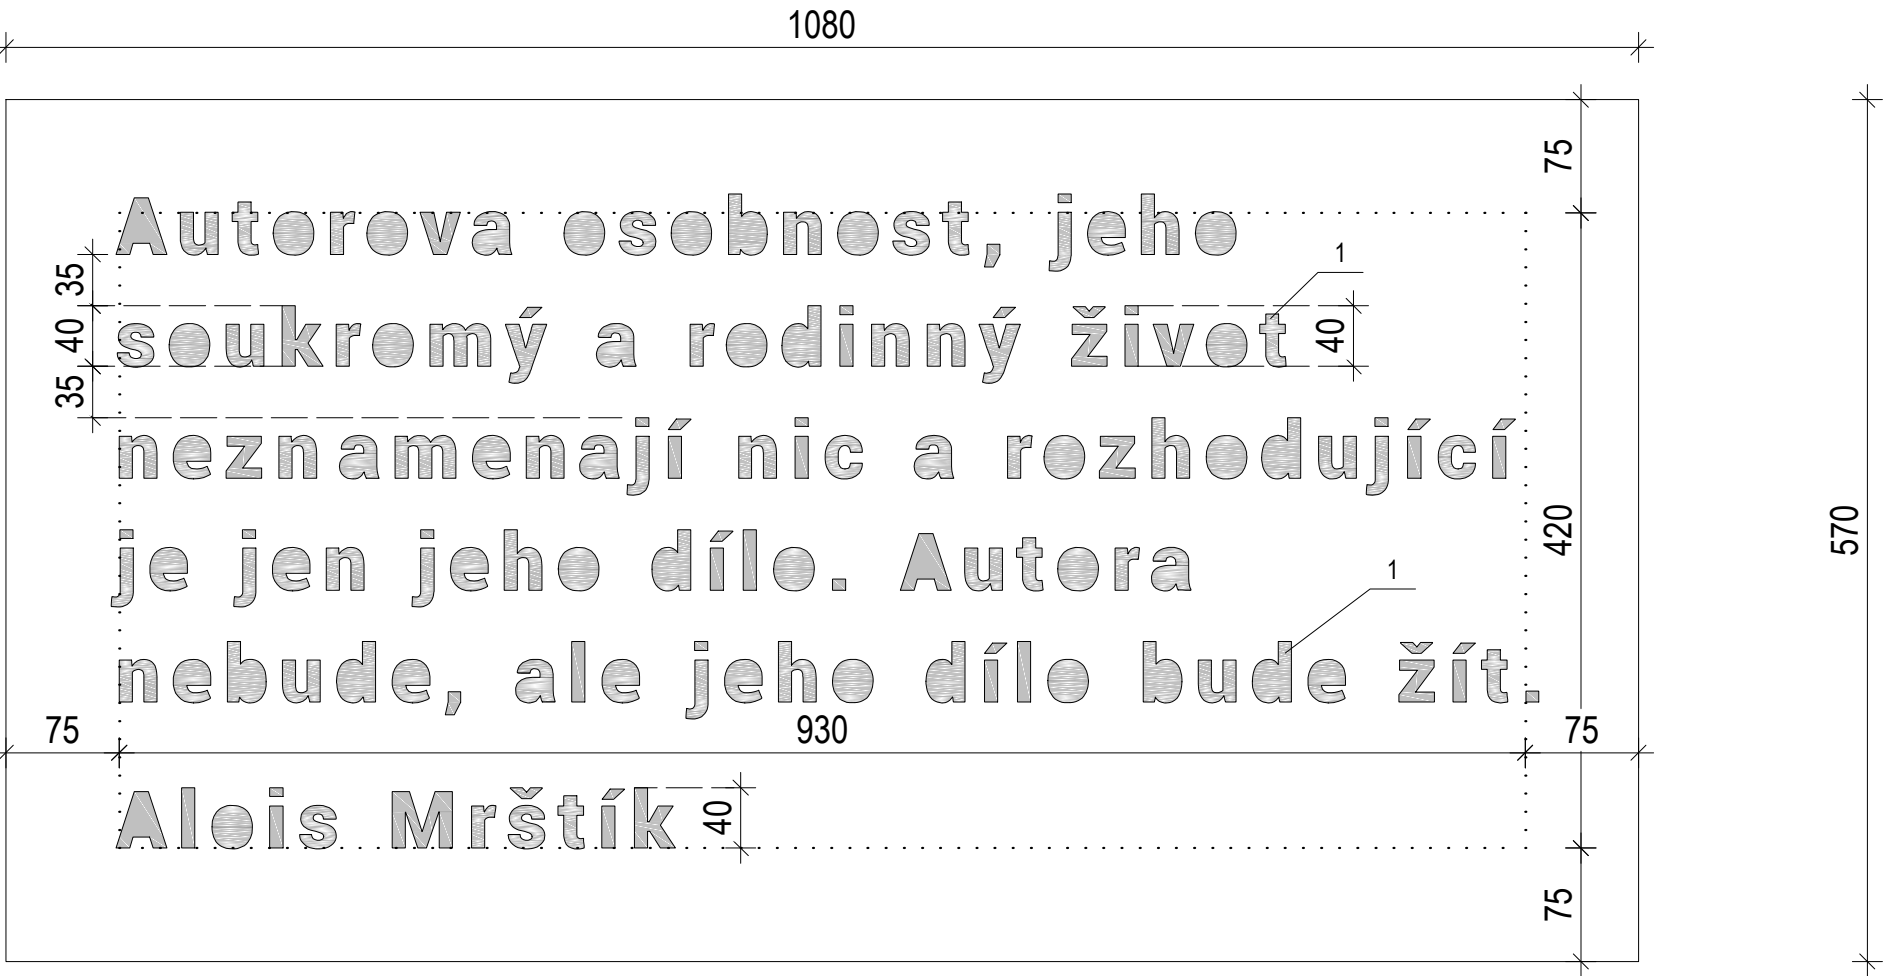 1080
75
Autorova osobnost, jeho
35
1
soukromý a rodinný život
40
40
35
neznamenají nic a rozhodující
420
570
je jen jeho dílo. Autora
1
nebude, ale jeho dílo bude žít.
75
930
75
Alois Mrštík
40
75